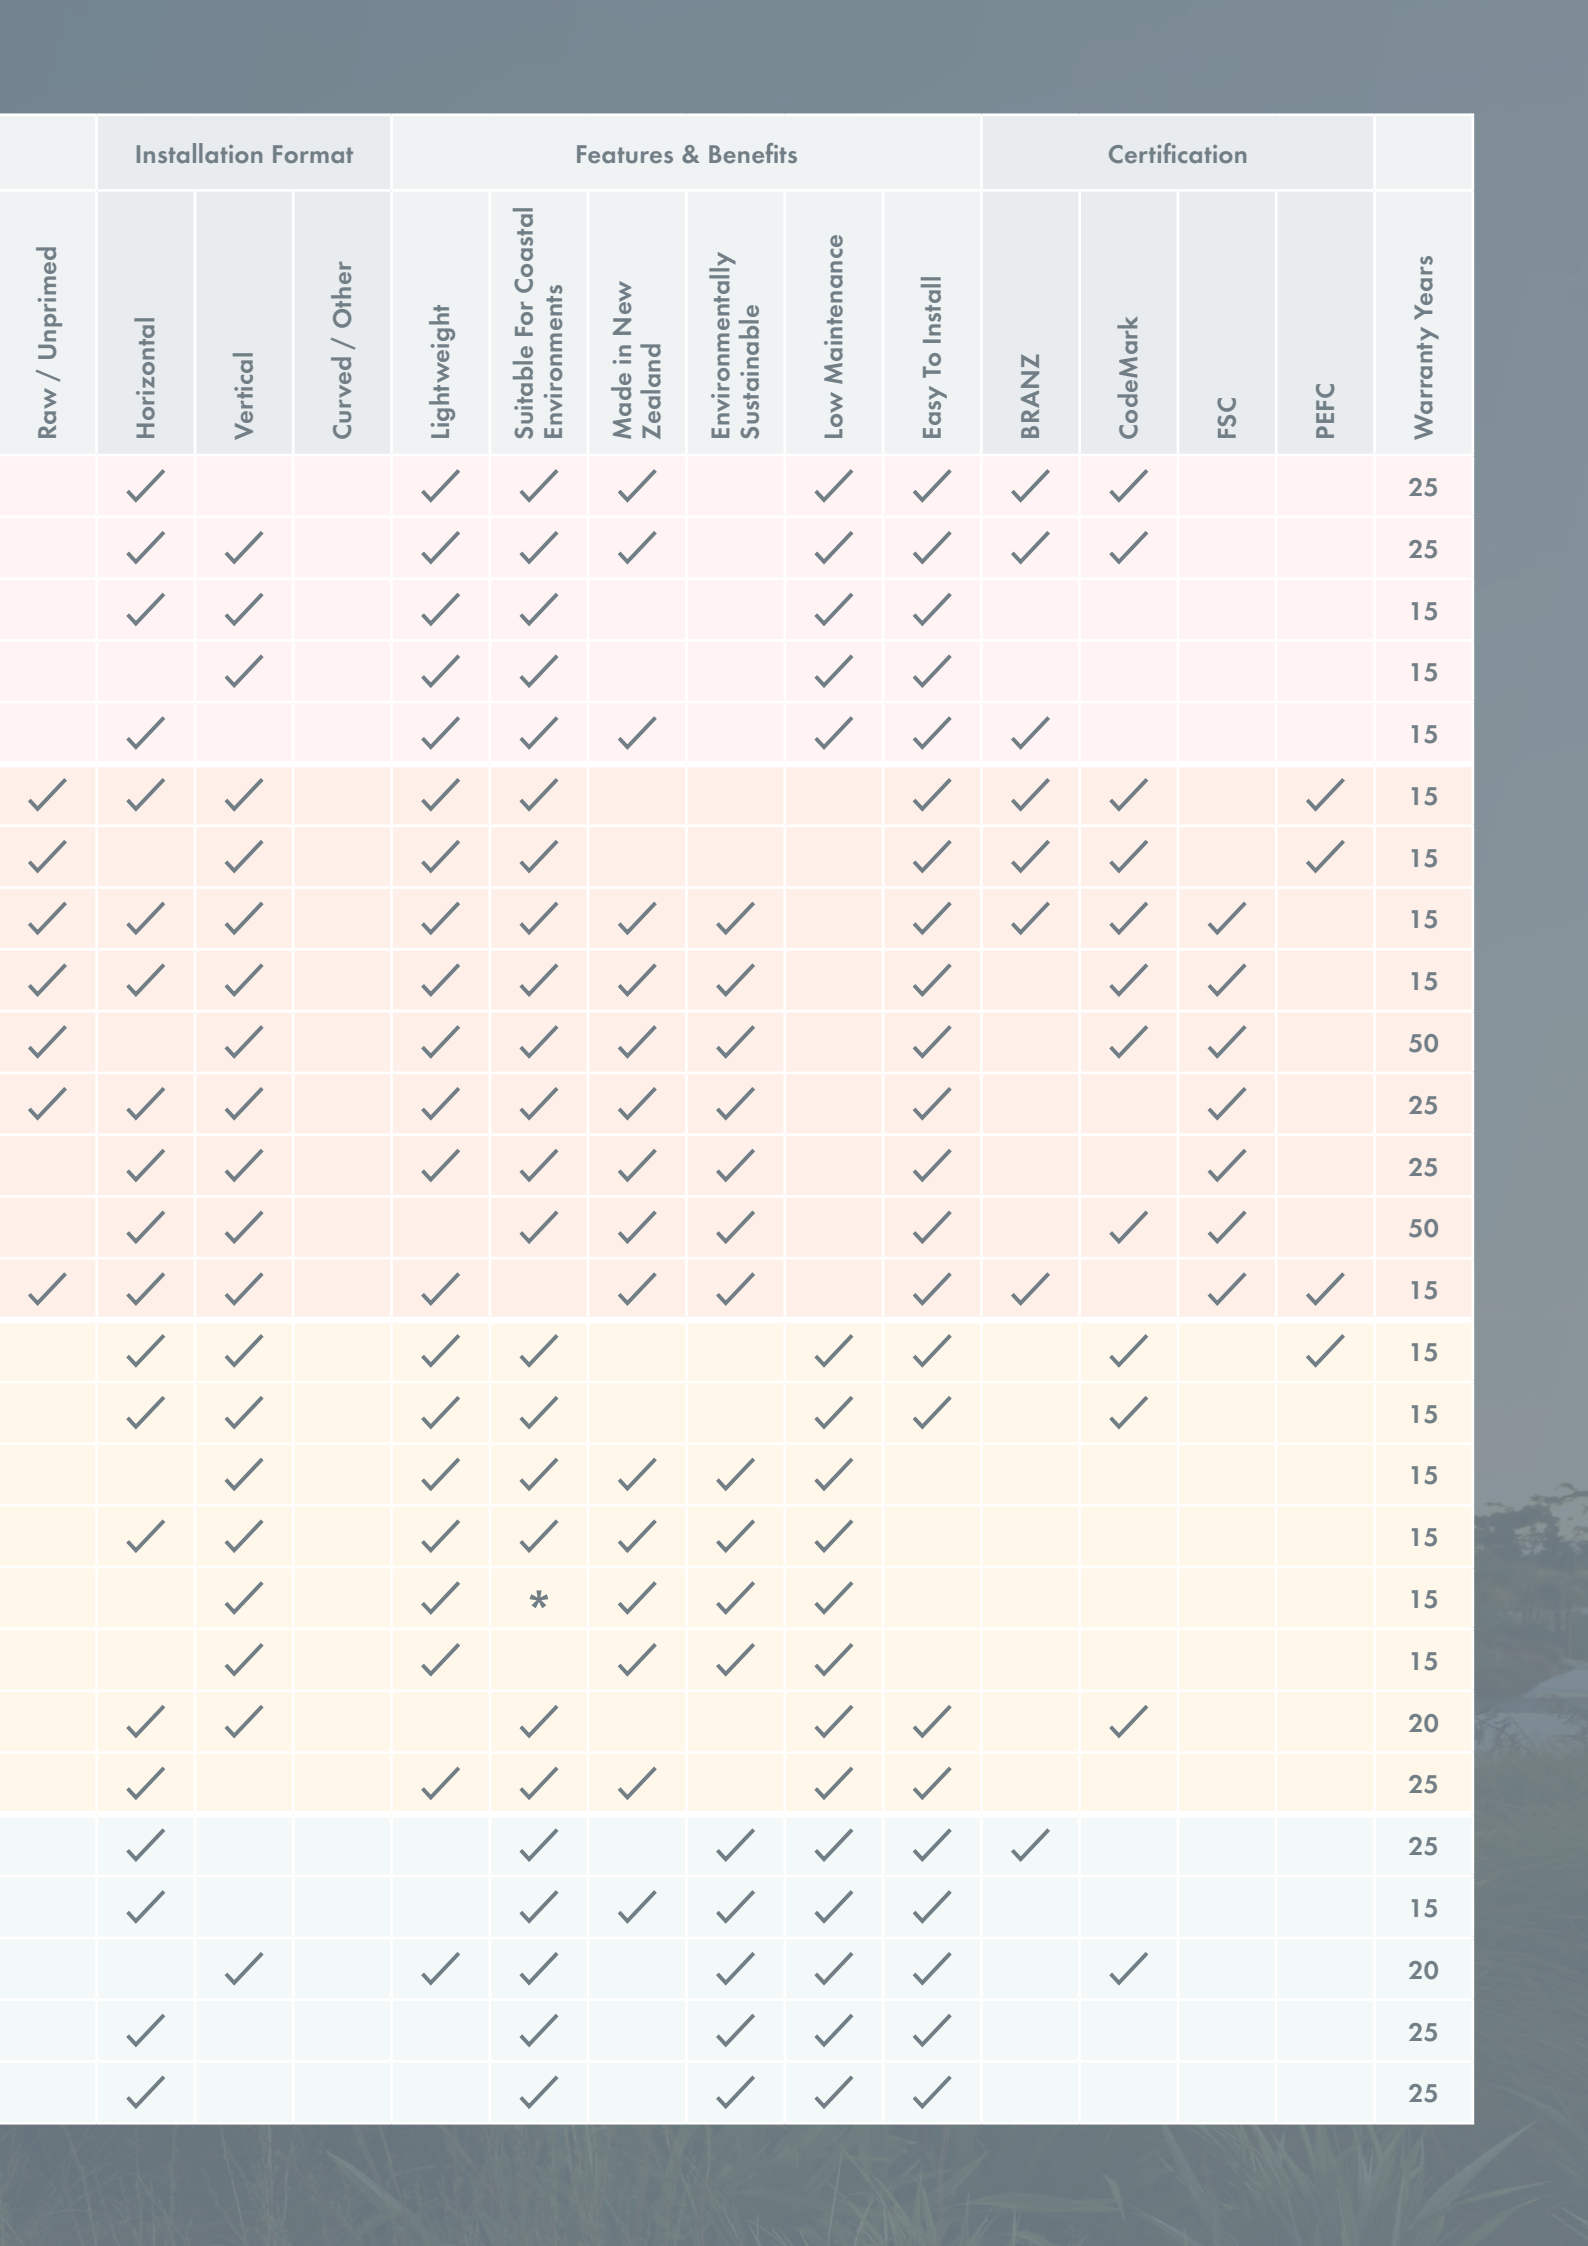 Installation Format
Features & Benefits
Certification
Raw / Unprimed
Horizontal
Vertical
Curved / Other
Lightweight
Suitable For Coastal
Environments
Made in New
Zealand
Environmentally
Sustainable
Low Maintenance
Easy To Install
BRANZ
CodeMark
FSC
PEFC
Warranty Years
✓ ✓ ✓ ✓ ✓ ✓ ✓ ✓ 25
✓ ✓ ✓ ✓ ✓ ✓ ✓ ✓ ✓ 25
✓ ✓ ✓ ✓ ✓ ✓ 15
✓ ✓ ✓ ✓ ✓ 15
✓ ✓ ✓ ✓ ✓ ✓ ✓ 15
✓ ✓ ✓ ✓ ✓ ✓ ✓ ✓ ✓ 15
✓ ✓ ✓ ✓ ✓ ✓ ✓ ✓ 15
✓ ✓ ✓ ✓ ✓ ✓ ✓ ✓ ✓ ✓ ✓ 15
✓ ✓ ✓ ✓ ✓ ✓ ✓ ✓ ✓ ✓ 15
✓ ✓ ✓ ✓ ✓ ✓ ✓ ✓ ✓ 50
✓ ✓ ✓ ✓ ✓ ✓ ✓ ✓ ✓ 25
✓ ✓ ✓ ✓ ✓ ✓ ✓ ✓ 25
✓ ✓ ✓ ✓ ✓ ✓ ✓ ✓ 50
✓ ✓ ✓ ✓ ✓ ✓ ✓ ✓ ✓ ✓ 15
✓ ✓ ✓ ✓ ✓ ✓ ✓ ✓ 15
✓ ✓ ✓ ✓ ✓ ✓ ✓ 15
✓ ✓ ✓ ✓ ✓ ✓ 15
✓ ✓ ✓ ✓ ✓ ✓ ✓ 15
✓ ✓ * ✓ ✓ ✓ 15
✓ ✓ ✓ ✓ ✓ 15
✓ ✓ ✓ ✓ ✓ ✓ 20
✓ ✓ ✓ ✓ ✓ ✓ 25
✓ ✓ ✓ ✓ ✓ ✓ 25
✓ ✓ ✓ ✓ ✓ ✓ 15
✓ ✓ ✓ ✓ ✓ ✓ ✓ 20
✓ ✓ ✓ ✓ ✓ 25
✓ ✓ ✓ ✓ ✓ 25